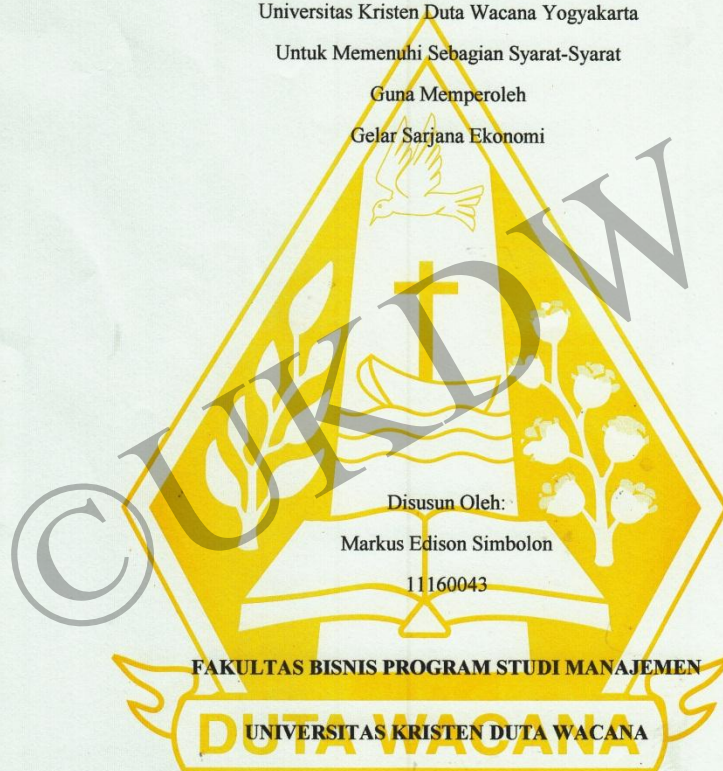 Universitas Kristen Duta Wacana Yogyakarta
Untuk Memenuhi Sebagian Syarat-Syarat
Guna Memperoleh
Gelar Sarjana Ekonomi
©UKDW
Disusun Oleh:
Markus Edison Simbolon
11160043
FAKULTAS BISNIS PROGRAM STUDI MANAJEMEN
DUTA WACANA
UNIVERSITAS KRISTEN DUTA WACANA